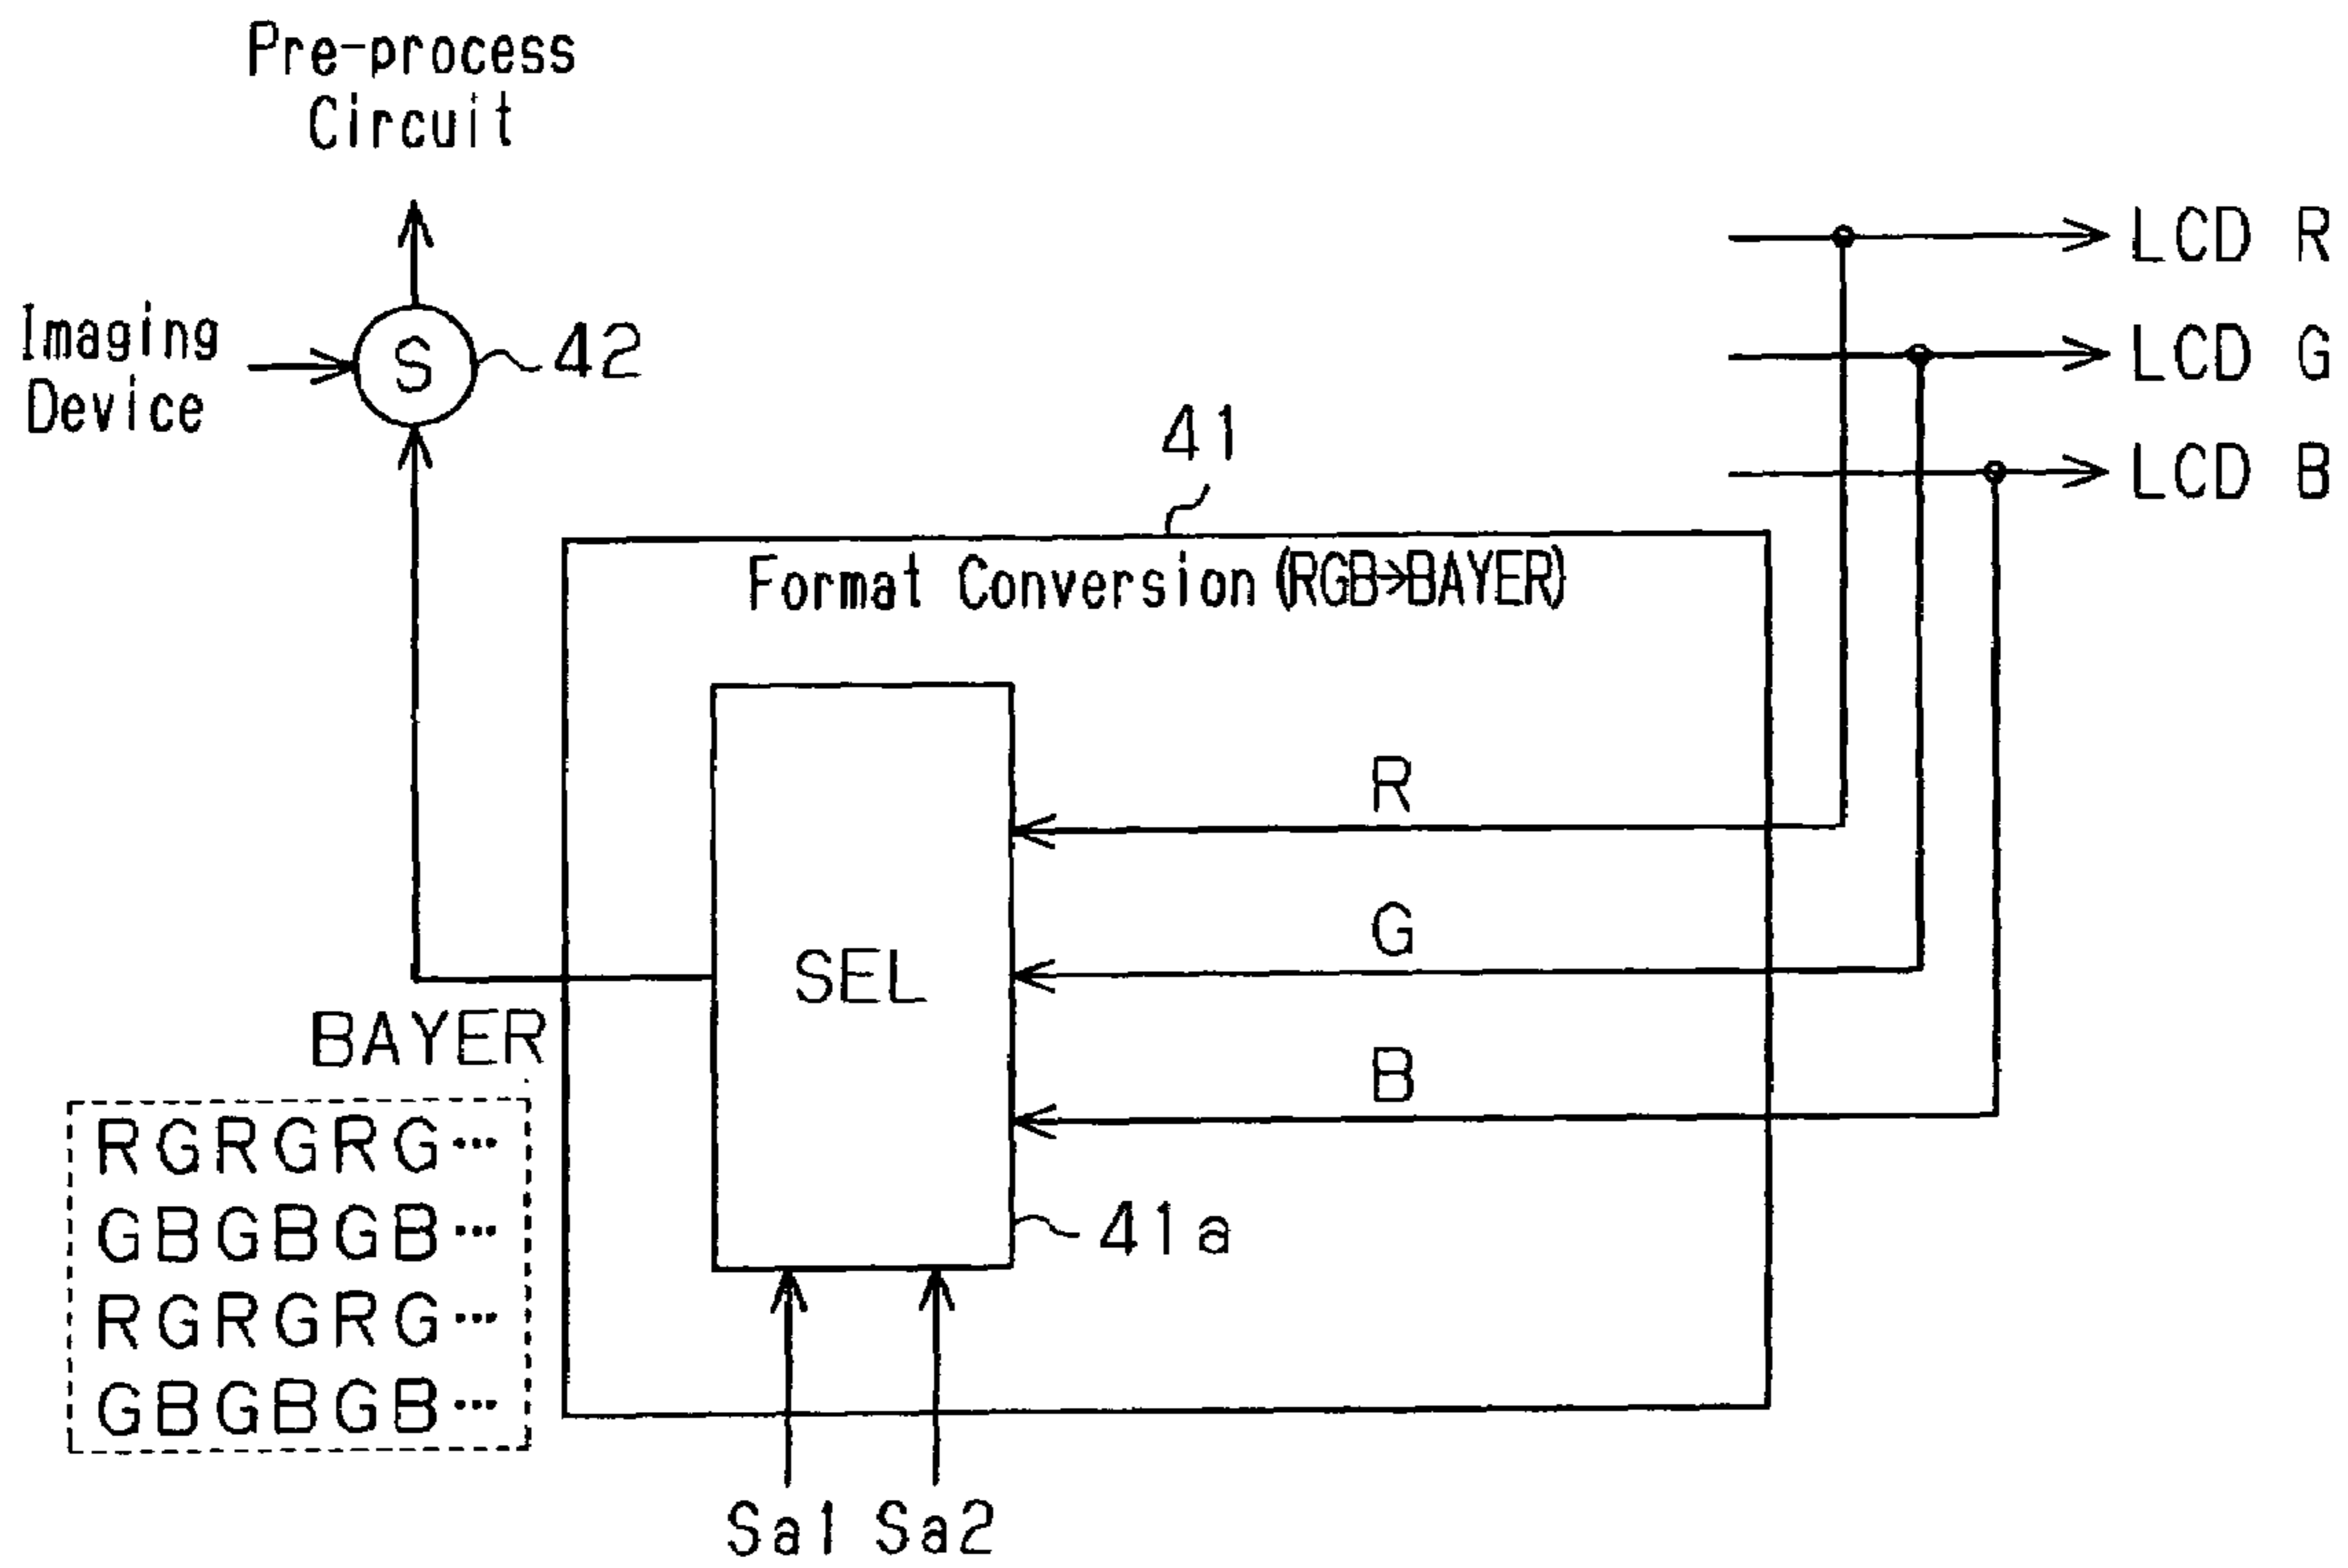 Pre-process
Circuit
LCD R
Imaging
Device
S
42
LCD G
41
LCD B
Format Conversion (RGB→BAYER)
R
G
SEL
BAYER
B
RGRGRG…
GBGBGB…
41a
RGRGRG…
GBGBGB…
Sa1 Sa2